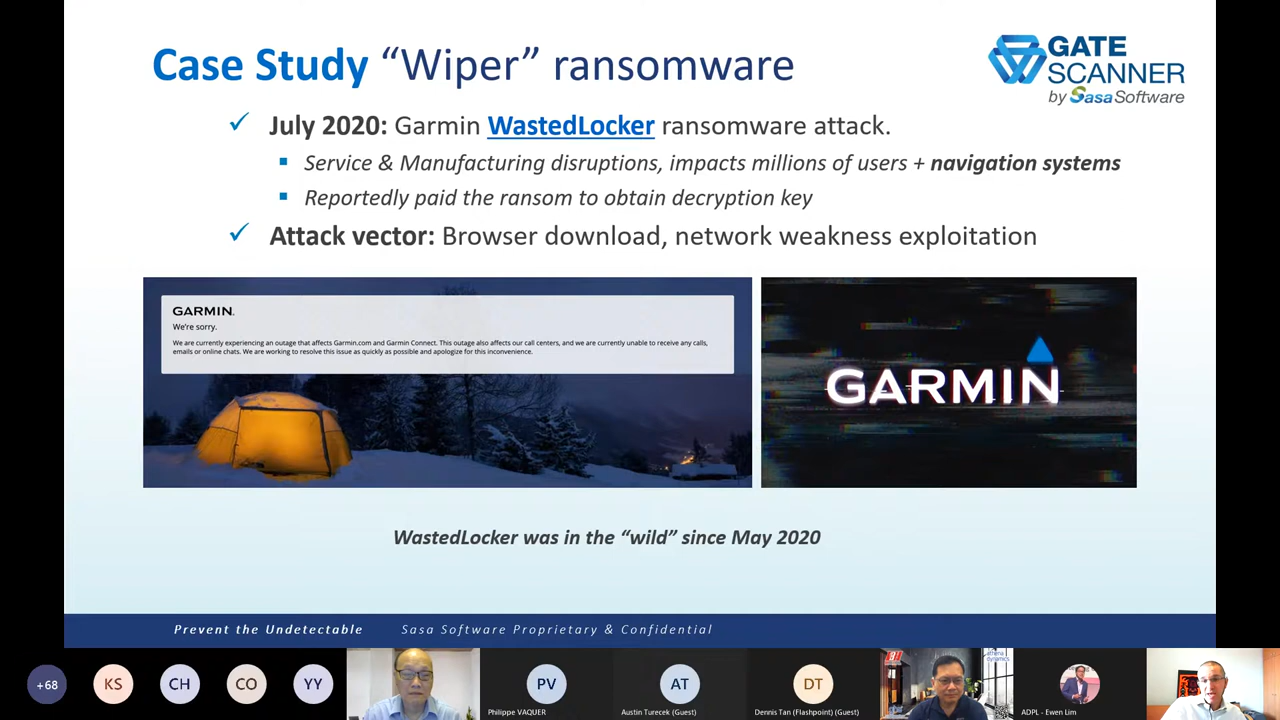 Case Study “Wiper” ransomware
GATE
SCANNER
by Sasa Software
✓ July 2020: Garmin WastedLocker ransomware attack.
▪ Service & Manufacturing disruptions, impacts millions of users + navigation systems
▪ Reportedly paid the ransom to obtain decryption key
✓ Attack vector: Browser download, network weakness exploitation
GARMIN.
We're sorry.
We are currently experiencing an outage that affects Garmin.com and Garmin Connect. This outage also affects our call centers, and we are currently unable to receive any calls,
emails or online chats. We are working to resolve this issue as quickly as possible and apologize for this inconvenience.
GARMIN
WastedLocker was in the “wild” since May 2020
Prevent the Undetectable Sasa Software Proprietary & Confidential
+68
KS
CH
CO
YY
PV
Philippe VAQUER
AT
Austin Turecek (Guest)
DT
Dennis Tan (Flashpoint) (Guest)
athena
dynamics
ADPL - Ewen Lim